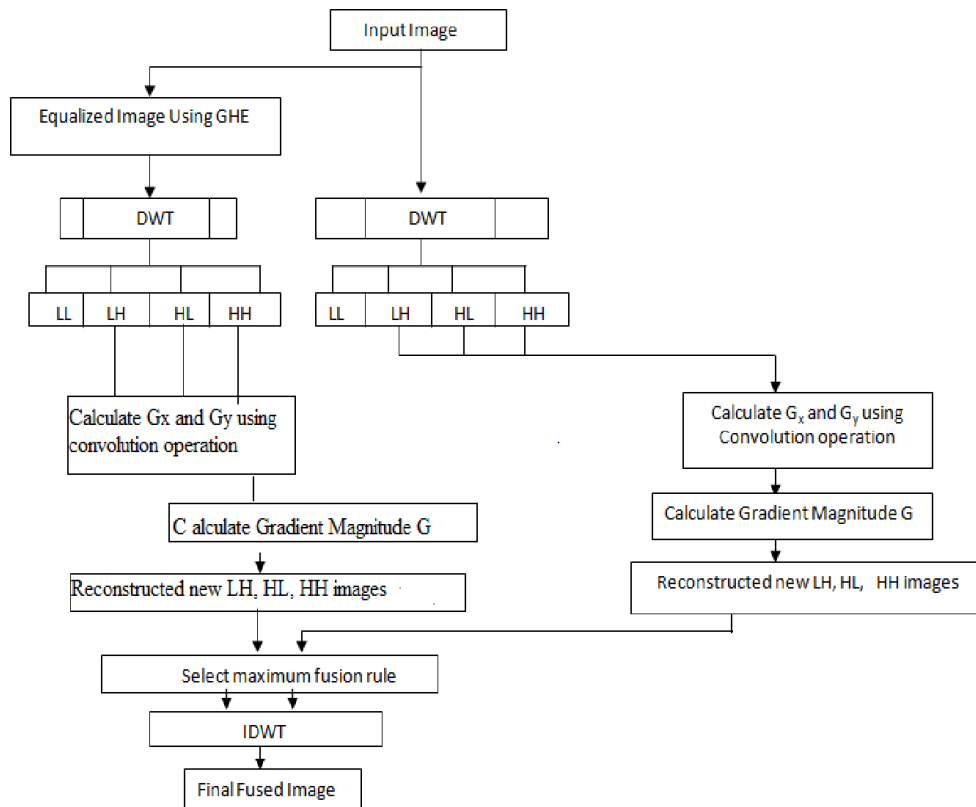 Input Image
Equalized Image Using GHE
DWT
DWT
LL LH HL HH
LL LH HL HH
Calculate Gx and Gy using
convolution operation
Calculate Gx and Gy using
Convolution operation
C alculate Gradient Magnitude G
Calculate Gradient Magnitude G
Reconstructed new LH, HL, HH images
Reconstructed new LH, HL, HH images
Select maximum fusion rule
IDWT
Final Fused Image